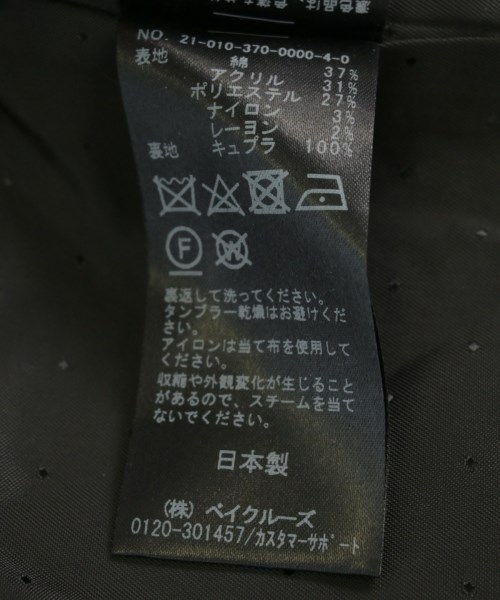 NO. 21-010-370-0000-4-0
表地 綿 37%
アクリル 31%
ポリエステル 27%
ナイロン 3%
レーヨン 2%
裏地 キュプラ 100%
F W
裏返して洗ってください。
タンブラー乾燥はお避けくだ
さい。
アイロンは当て布を使用して
ください。
収縮や外観変化が生じること
があるので、スチームを当て
ないでください。
日本製
(株) ベイクルーズ
0120-301457/カスタマーサポート